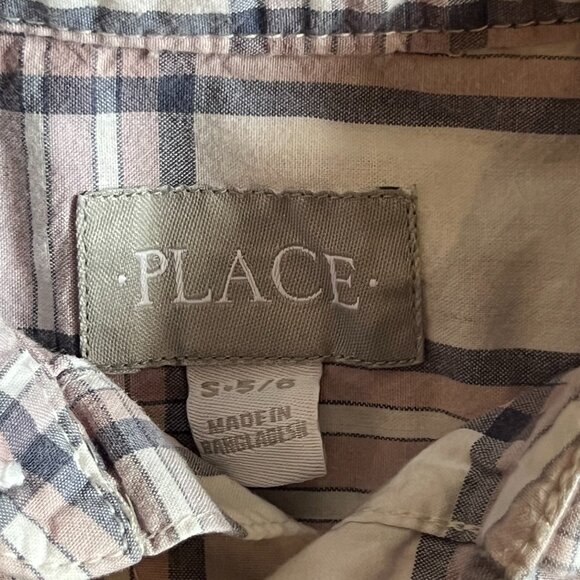 · PLACE ·
S·5/6
MADE IN
BANGLADESH